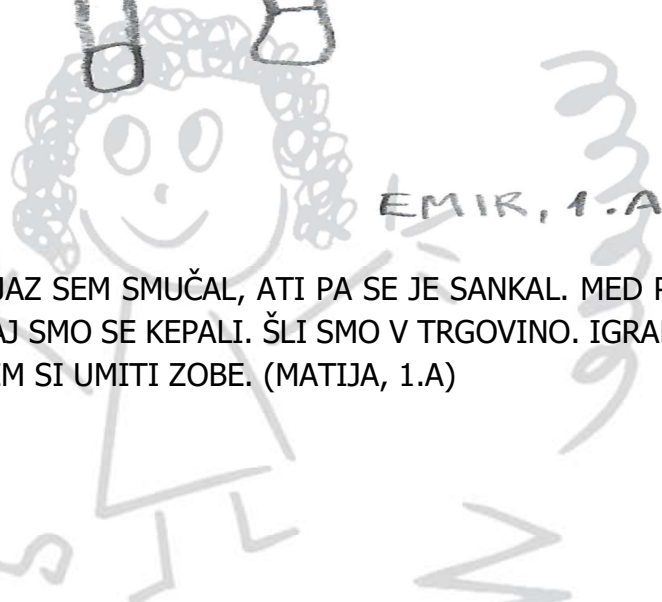 EMIR, 1.A
JAZ SEM SMUČAL, ATI PA SE JE SANKAL. MED
SMO SE KEPALI. ŠLI SMO V TRGOVINO.
SI UMITI ZOBE. (MATIJA, 1.A)